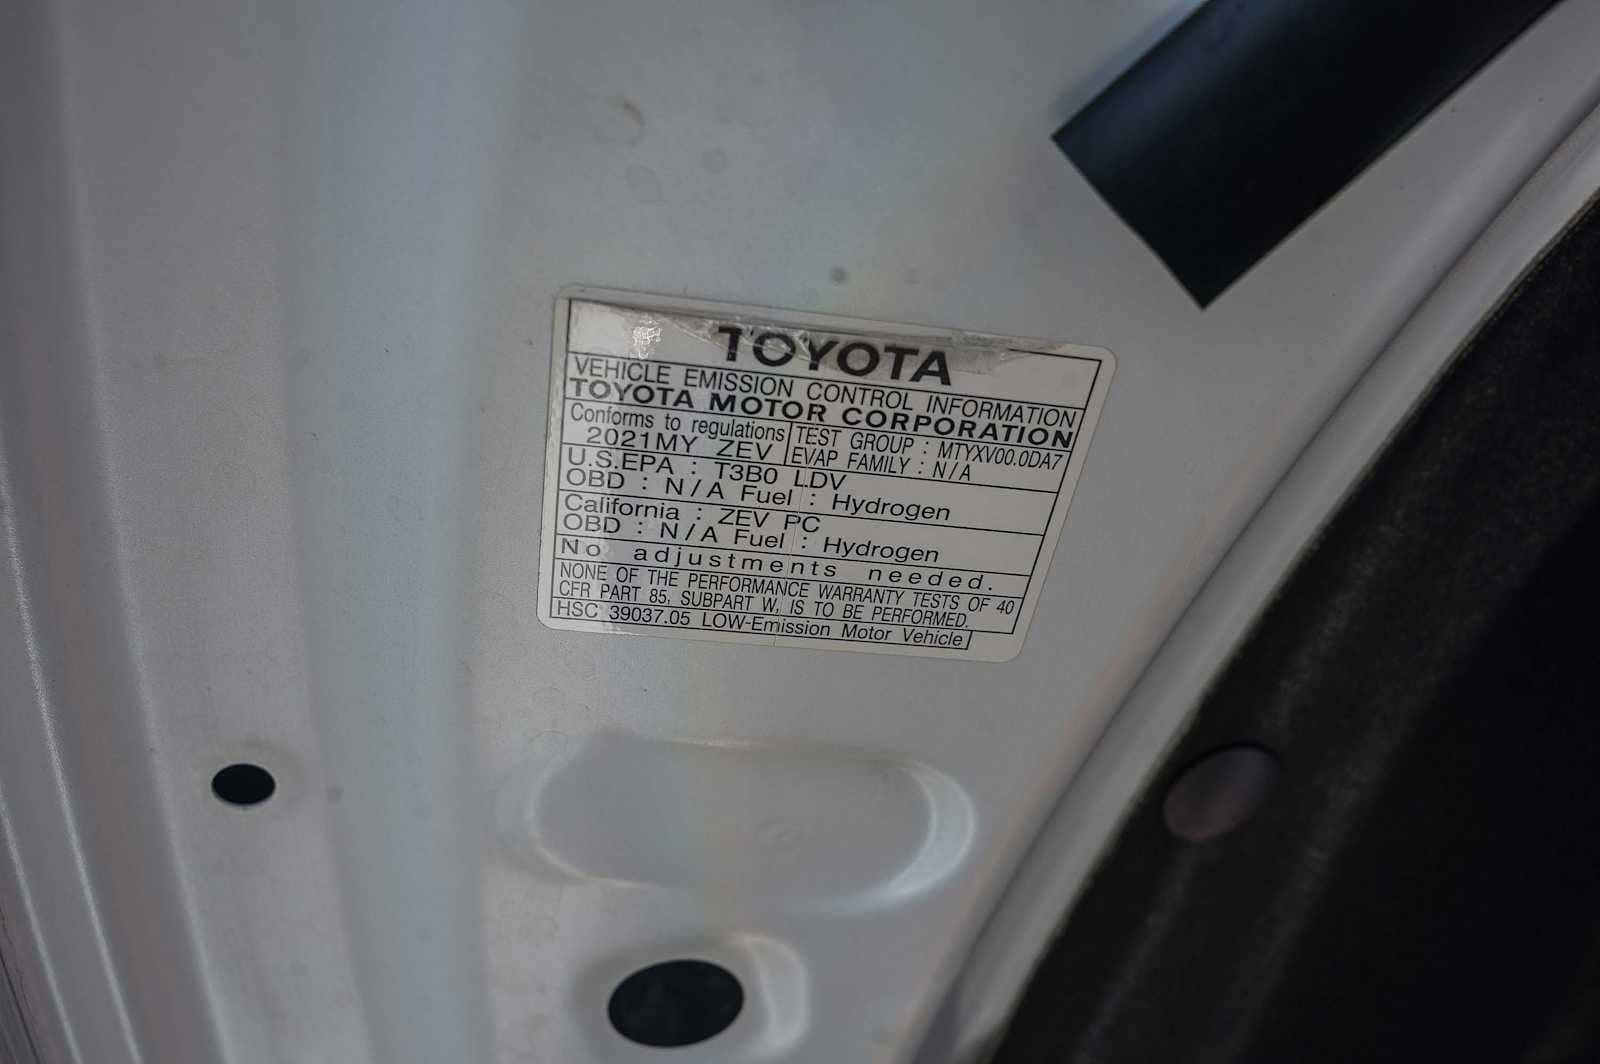 TOYOTA
VEHICLE EMISSION CONTROL INFORMATION
TOYOTA MOTOR CORPORATION
Conforms to regulations
2021MY ZEV
TEST GROUP : MTYXV00.0DA7
EVAP FAMILY : N/A
U.S.EPA : T3B0 LDV
OBD : N/A Fuel : Hydrogen
California : ZEV PC
OBD : N/A Fuel : Hydrogen
No adjustments needed.
NONE OF THE PERFORMANCE WARRANTY TESTS OF 40
CFR PART 85, SUBPART W, IS TO BE PERFORMED.
HSC 39037.05 LOW-Emission Motor Vehicle